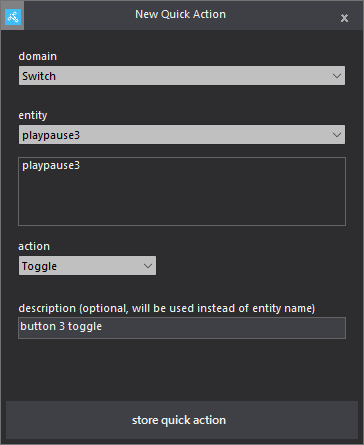 New Quick Action
x
domain
Switch
entity
playpause3
playpause3
action
Toggle
description (optional, will be used instead of entity name)
button 3 toggle
store quick action